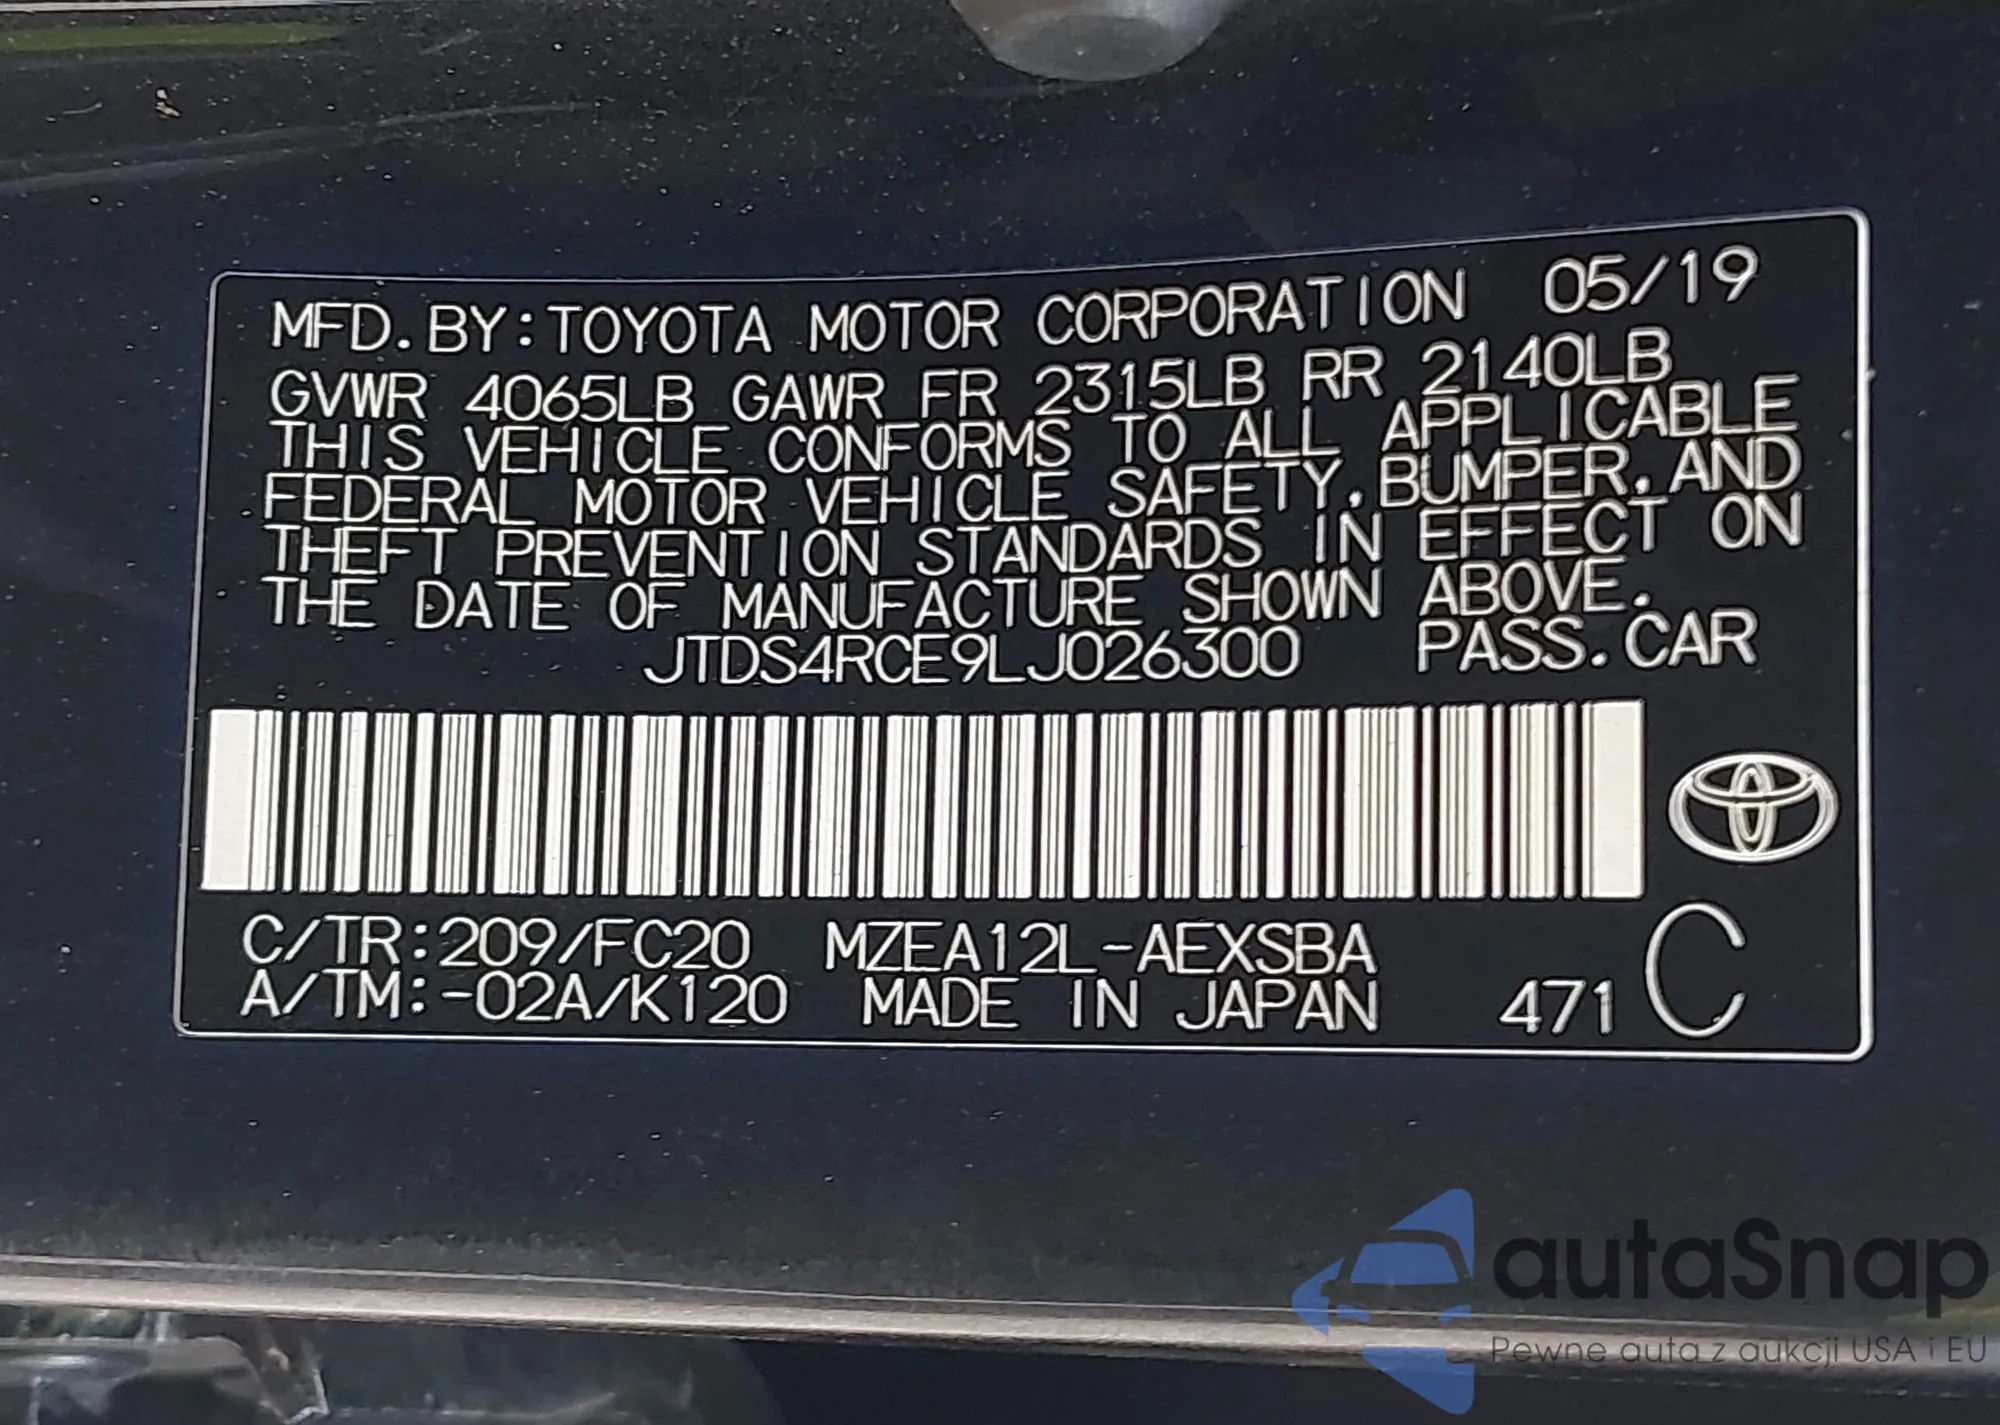 MFD.BY:TOYOTA MOTOR CORPORATION 05/19
GVWR 4065LB GAWR FR 2315LB RR 2140LB
THIS VEHICLE CONFORMS TO ALL APPLICABLE
FEDERAL MOTOR VEHICLE SAFETY,BUMPER,AND
THEFT PREVENTION STANDARDS IN EFFECT ON
THE DATE OF MANUFACTURE SHOWN ABOVE.
JTDS4RCE9LJ026300 PASS.CAR
C/TR:209/FC20 MZEA12L-AEXSBA
A/TM:-02A/K120 MADE IN JAPAN 471 C
autaSnap
Pewne auta z aukcji USA i EU